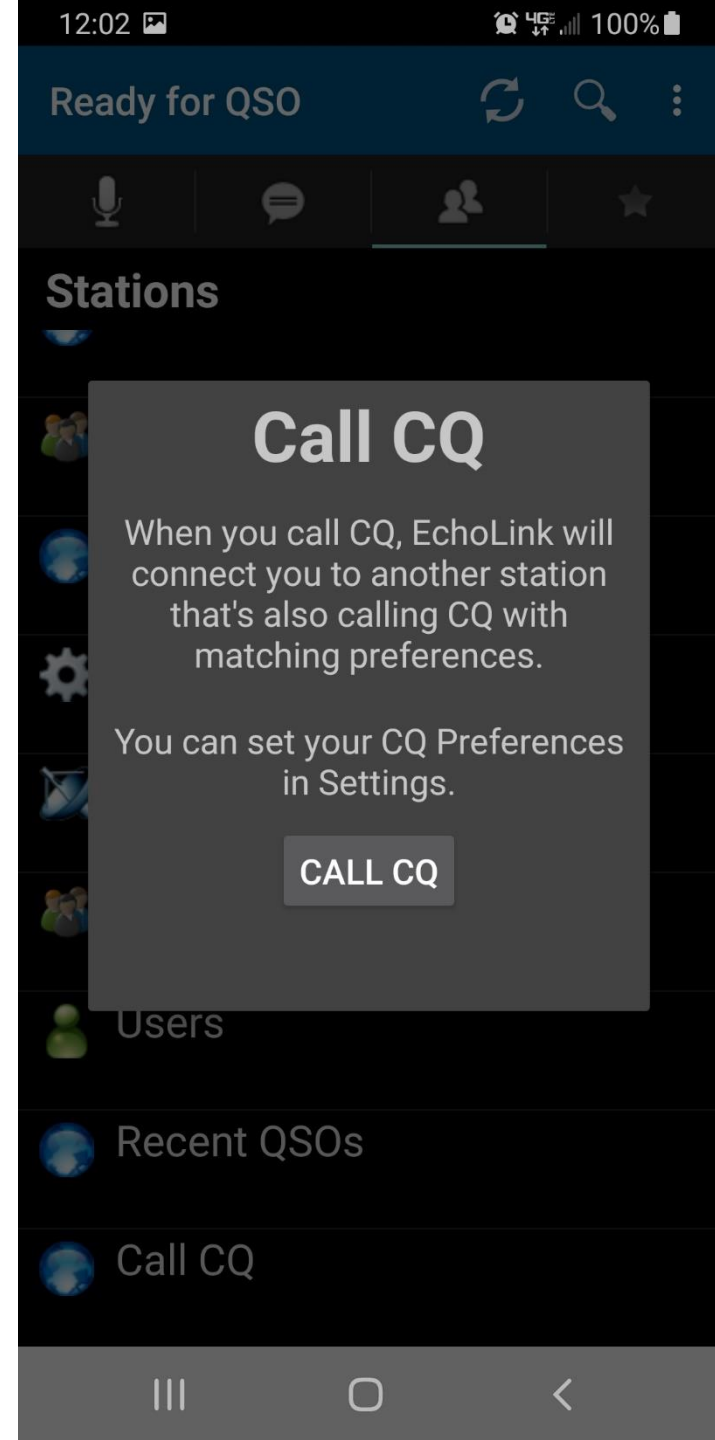 12:02 4G LTE 100%
Ready for QSO
Stations
Call CQ
When you call CQ, EchoLink will
connect you to another station
that's also calling CQ with
matching preferences.
You can set your CQ Preferences
in Settings.
CALL CQ
Users
Recent QSOs
Call CQ